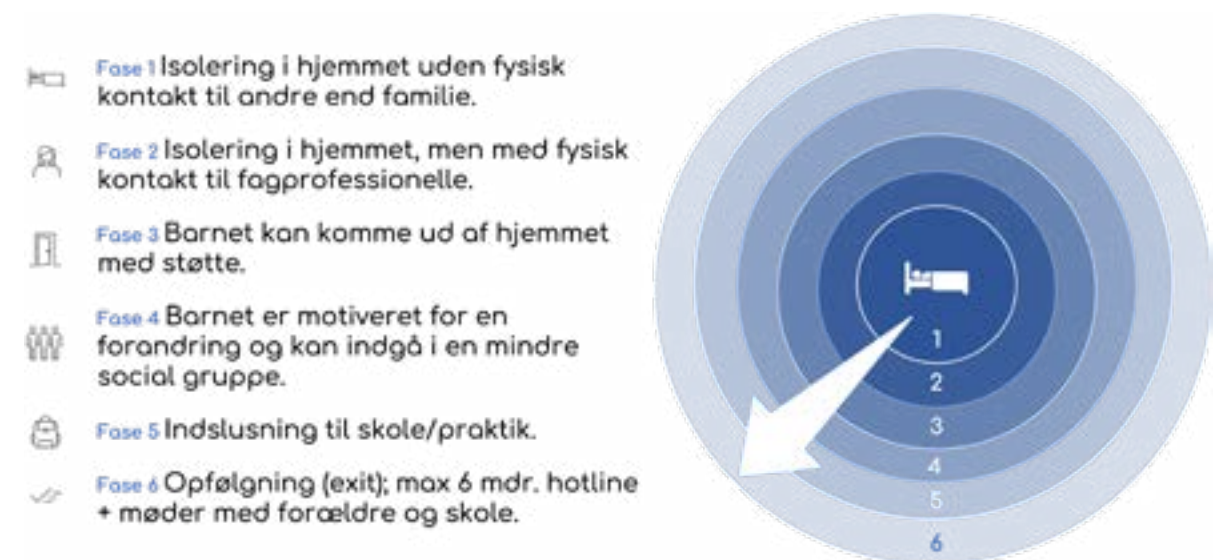 Fase 1 Isolering i hjemmet uden fysisk
kontakt til andre end familie.
Fase 2 Isolering i hjemmet, men med fysisk
kontakt til fagprofessionelle.
Fase 3 Barnet kan komme ud af hjemmet
med støtte.
Fase 4 Barnet er motiveret for en
forandring og kan indgå i en mindre
social gruppe.
Fase 5 Indslusning til skole/praktik.
Fase 6 Opfølgning (exit); max 6 mdr. hotline
+ møder med forældre og skole.
1
2
3
4
5
6